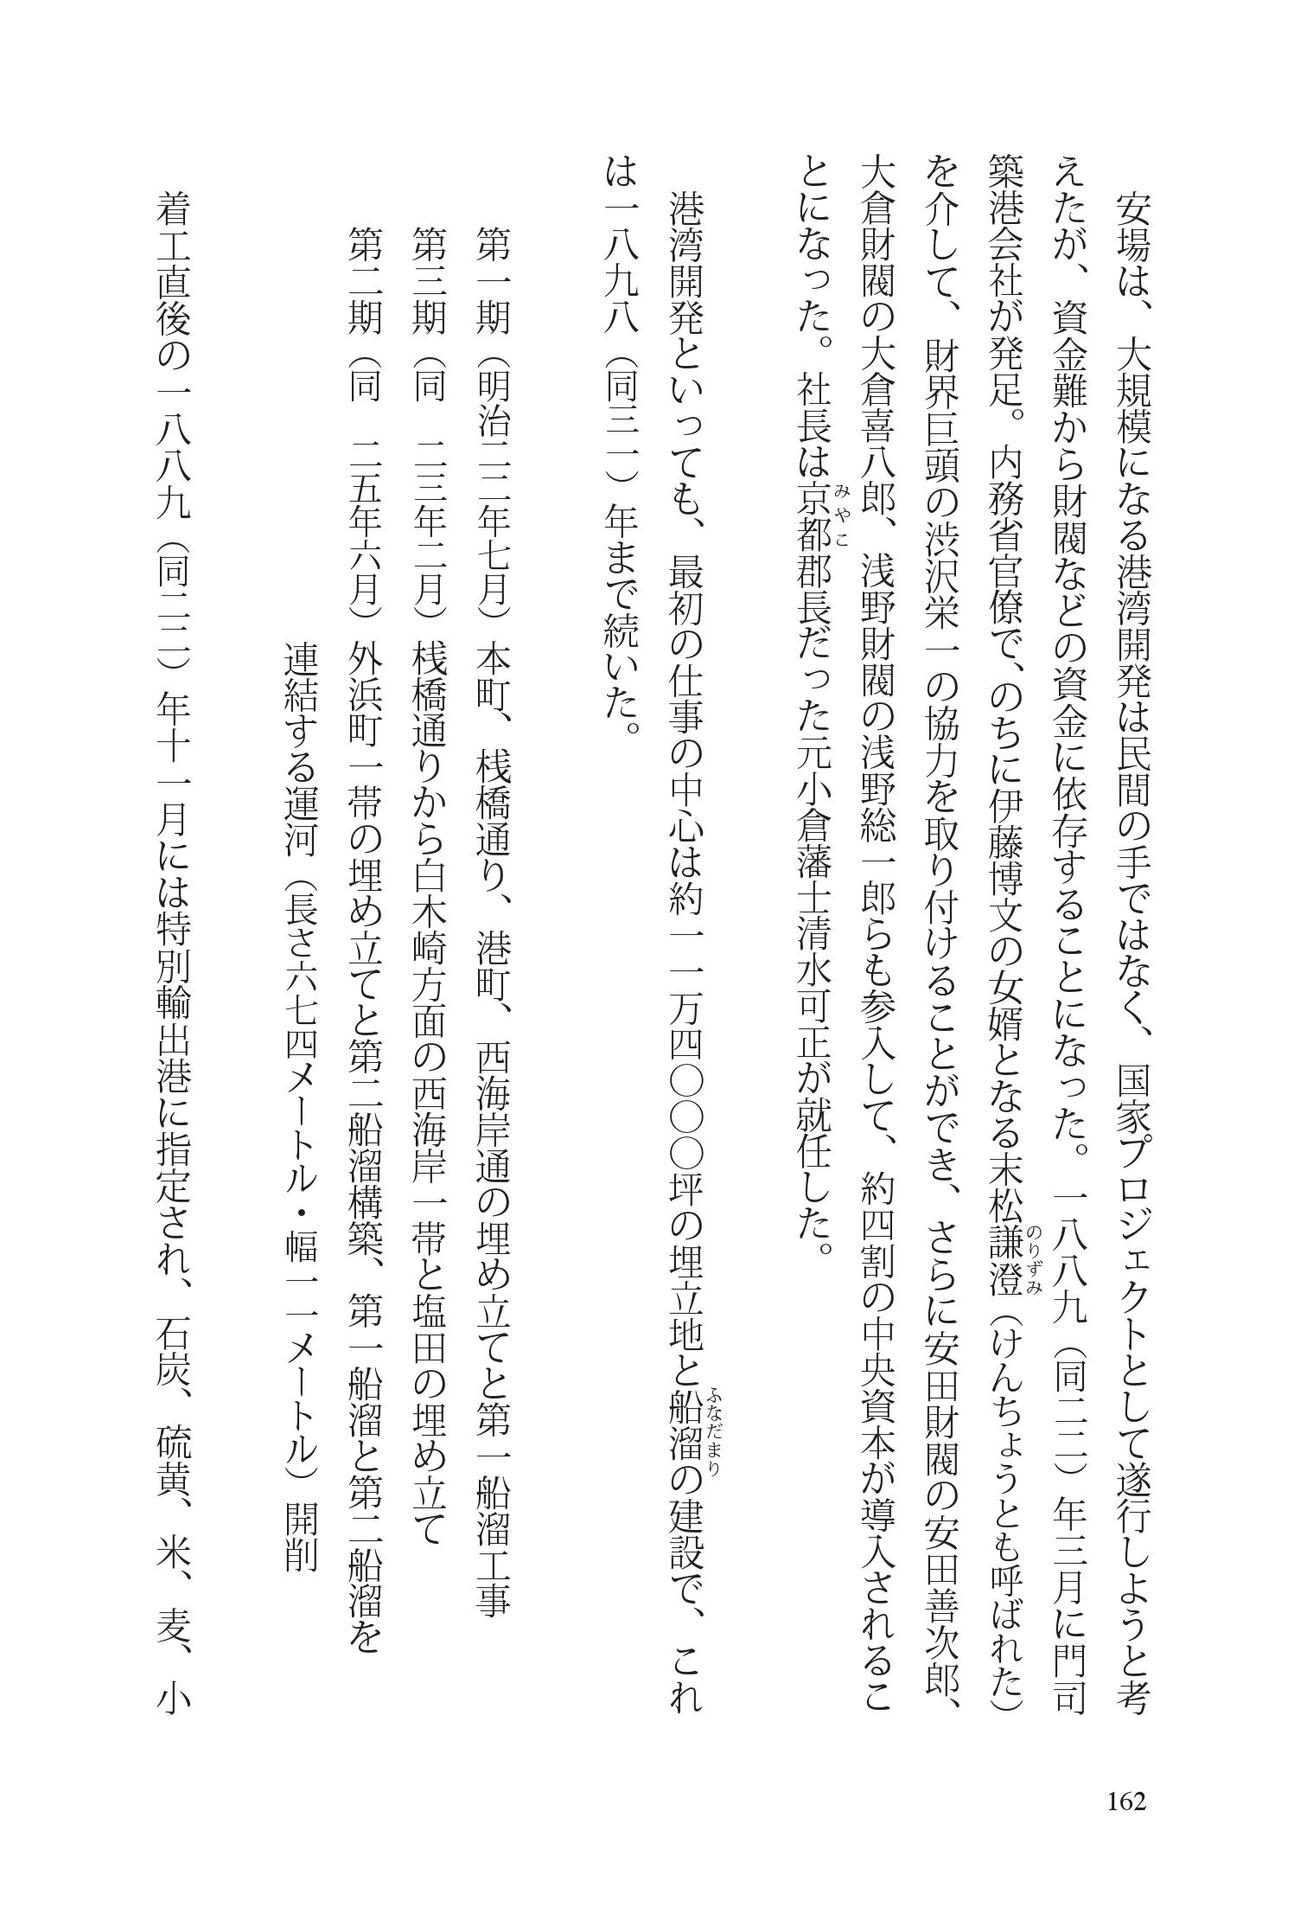 安場は、大規模になる港湾開発は民間の手ではなく、国家プロジェクトとして遂行しようと考
えたが、資金難から財閥などの資金に依存することになった。一八八九（同二二）年三月に門司
築港会社が発足。内務省官僚で、のちに伊藤博文の女婿となる末松謙澄（けんちょうとも呼ばれた）
のりずみ
を介して、財界巨頭の渋沢栄一の協力を取り付けることができ、さらに安田財閥の安田善次郎、
大倉財閥の大倉喜八郎、浅野財閥の浅野総一郎らも参入して、約四割の中央資本が導入されるこ
とになった。社長は京都郡長だった元小倉藩士清水可正が就任した。
みやこ
港湾開発といっても、最初の仕事の中心は約一一万四〇〇〇坪の埋立地と船溜の建設で、これ
ふなだまり
は一八九八（同三一）年まで続いた。
第一期（明治二二年七月）本町、桟橋通り、港町、西海岸通の埋め立てと第一船溜工事
第三期（同　二三年二月）桟橋通りから白木崎方面の西海岸一帯と塩田の埋め立て
第二期（同　二五年六月）外浜町一帯の埋め立てと第二船溜構築、第一船溜と第二船溜を
連結する運河（長さ六七四メートル・幅一一メートル）開削
着工直後の一八八九（同二二）年十一月には特別輸出港に指定され、石炭、硫黄、米、麦、小
162